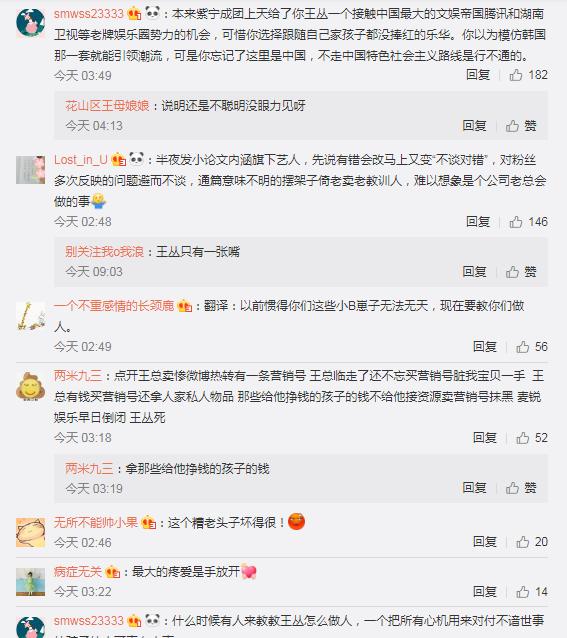 smwss23333：本来紫宁成团上天给了你王丛一个接触中国最大的文娱帝国腾讯和湖南
卫视等老牌娱乐圈势力的机会，可惜你选择跟随自己家孩子都没捧红的乐华。你以为模仿韩国
那一套就能引领潮流，可是你忘记了这里是中国，不走中国特色社会主义路线是行不通的。
今天 03:49 回复 182
花山区王母娘娘：说明还是不聪明没眼力见呀
今天 04:13 回复 赞
Lost_in_U：半夜发小论文内涵旗下艺人，先说有错会改马上又变“不谈对错”，对粉丝
多次反映的问题避而不谈，通篇意味不明的摆架子倚老卖老教训人，难以想象是个公司老总会
做的事
今天 02:48 回复 146
别关注我o我浪：王丛只有一张嘴
今天 09:03 回复 赞
一个不重感情的长颈鹿：翻译：以前惯得你们这些小B崽子无法无天，现在要教你们做
人。
今天 02:49 回复 56
两米九三：点开王总卖惨微博热转有一条营销号 王总临走了还不忘买营销号脏我宝贝一手 王
总有钱买营销号还拿人家私人物品 那些给他挣钱的孩子的钱不给他接资源卖营销号抹黑 麦锐
娱乐早日倒闭 王丛死
今天 03:18 回复 52
两米九三：拿那些给他挣钱的孩子的钱
今天 03:19 回复 赞
无所不能帅小果：这个糟老头子坏得很！
今天 02:46 回复 20
病症无关：最大的疼爱是手放开
今天 03:22 回复 14
smwss23333：什么时候有人来教教王丛怎么做人，一个把所有心机用来对付不谙世事